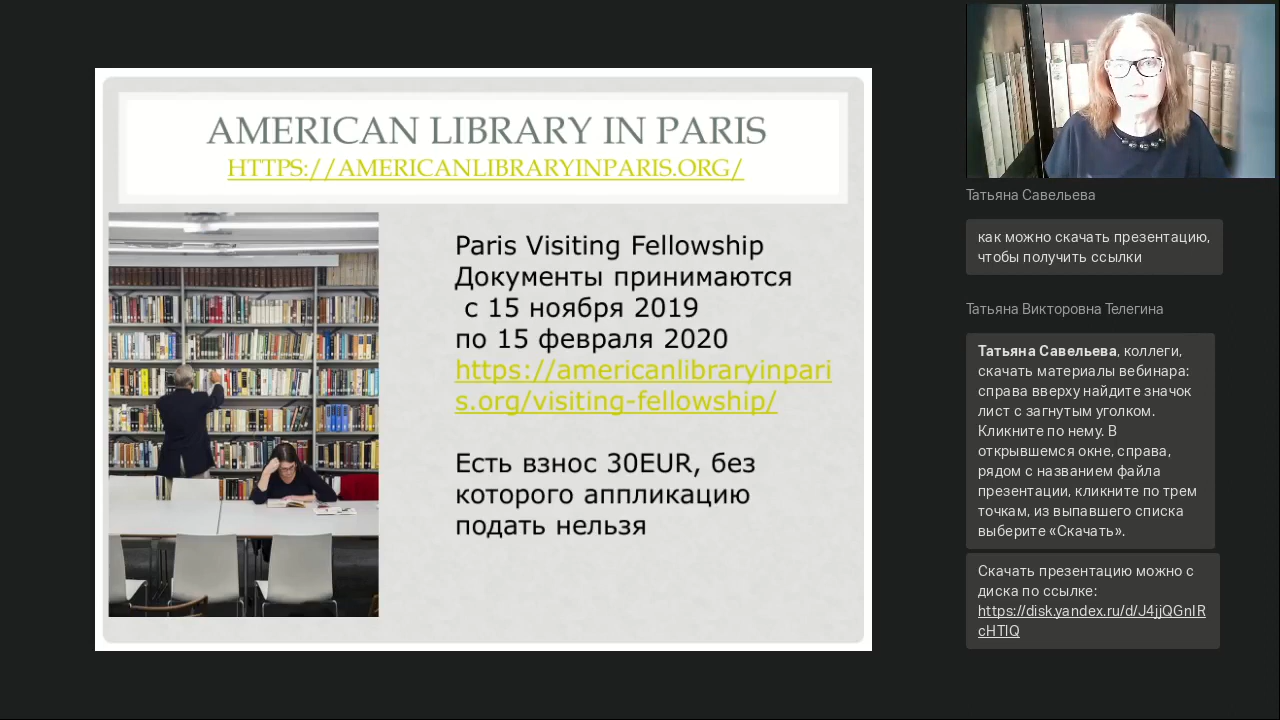 AMERICAN LIBRARY IN PARIS
HTTPS://AMERICANLIBRARYINPARIS.ORG/
Paris Visiting Fellowship
Документы принимаются
с 15 ноября 2019
по 15 февраля 2020
https://americanlibraryinpari
s.org/visiting-fellowship/
Есть взнос 30EUR, без
которого аппликацию
подать нельзя
Татьяна Савельева
как можно скачать презентацию,
чтобы получить ссылки
Татьяна Викторовна Телегина
Татьяна Савельева, коллеги,
скачать материалы вебинара:
справа вверху найдите значок
лист с загнутым уголком.
Кликните по нему. В
открывшемся окне, справа,
рядом с названием файла
презентации, кликните по трем
точкам, из выпавшего списка
выберите «Скачать».
Скачать презентацию можно с
диска по ссылке:
https://disk.yandex.ru/d/J4jjQGnIR
cHTlQ